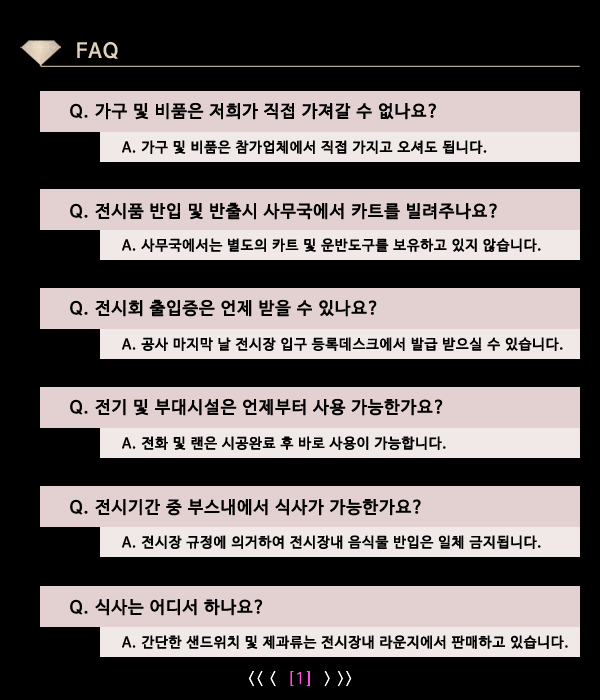 FAQ
Q. 가구 및 비품은 저희가 직접 가져갈 수 없나요?
A. 가구 및 비품은 참가업체에서 직접 가지고 오셔도 됩니다.
Q. 전시품 반입 및 반출시 사무국에서 카트를 빌려주나요?
A. 사무국에서는 별도의 카트 및 운반도구를 보유하고 있지 않습니다.
Q. 전시회 출입증은 언제 받을 수 있나요?
A. 공사 마지막 날 전시장 입구 등록데스크에서 발급 받으실 수 있습니다.
Q. 전기 및 부대시설은 언제부터 사용 가능한가요?
A. 전화 및 랜은 시공완료 후 바로 사용이 가능합니다.
Q. 전시기간 중 부스내에서 식사가 가능한가요?
A. 전시장 규정에 의거하여 전시장내 음식물 반입은 일체 금지됩니다.
Q. 식사는 어디서 하나요?
A. 간단한 샌드위치 및 제과류는 전시장내 라운지에서 판매하고 있습니다.
〈〈 〈 [1] 〉 〉〉